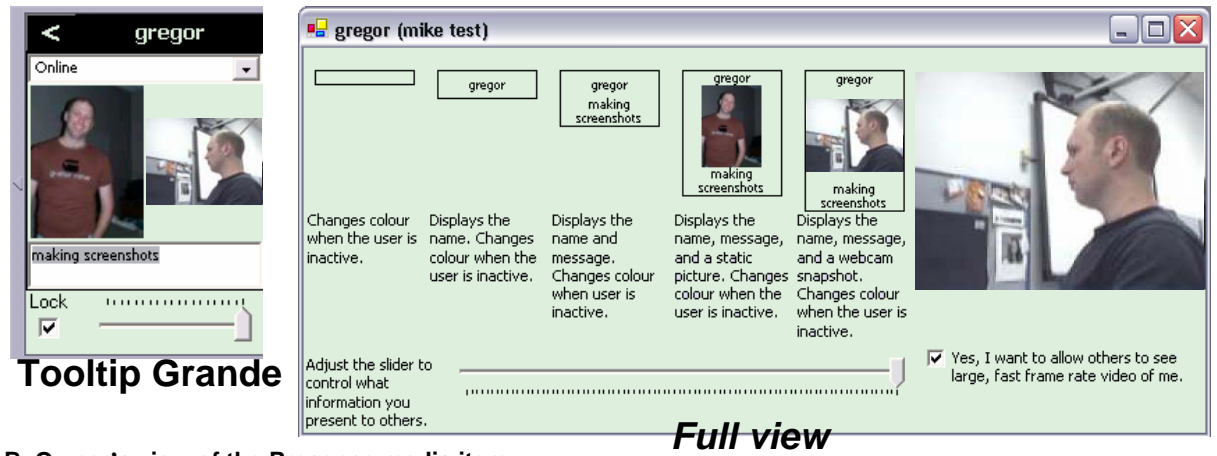 < gregor
Online
making screenshots
Lock
Tooltip Grande
gregor (mike test)
gregor
gregor
making
screenshots
gregor
making
screenshots
gregor
making
screenshots
Changes colour
when the user is
inactive.
Displays the
name. Changes
colour when the
user is inactive.
Displays the
name and
message.
Changes colour
when user is
inactive.
Displays the
name, message,
and a static
picture. Changes
colour when the
user is inactive.
Displays the
name, message,
and a webcam
snapshot.
Changes colour
when the user is
inactive.
Adjust the slider to
control what
information you
present to others.
Yes, I want to allow others to see
large, fast frame rate video of me.
Full view